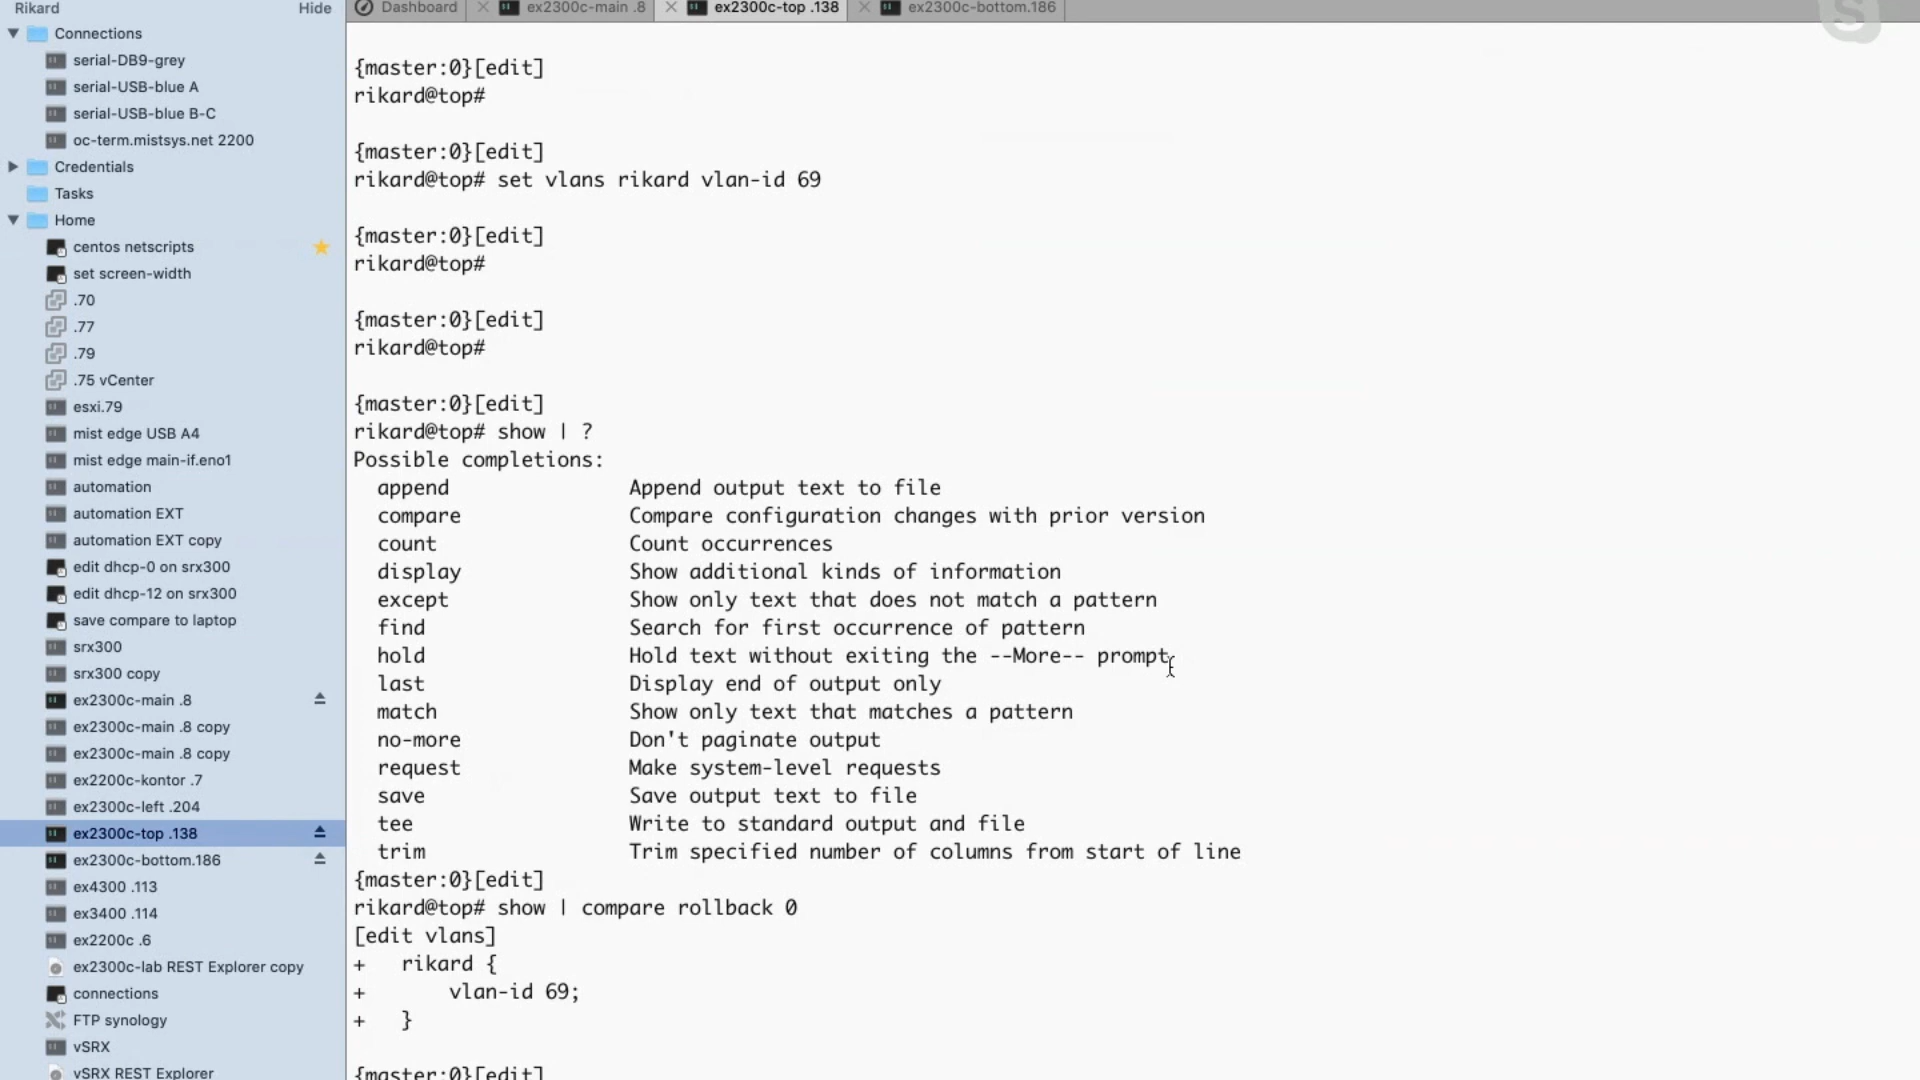 Rikard Hide
Connections
serial-DB9-grey
serial-USB-blue A
serial-USB-blue B-C
oc-term.mistsys.net 2200
Credentials
Tasks
Home
centos netscripts
set screen-width
.70
.77
.79
.75 vCenter
esxi.79
mist edge USB A4
mist edge main-if.eno1
automation
automation EXT
automation EXT copy
edit dhcp-0 on srx300
edit dhcp-12 on srx300
save compare to laptop
srx300
srx300 copy
ex2300c-main .8
ex2300c-main .8 copy
ex2300c-main .8 copy
ex2200c-kontor .7
ex2300c-left .204
ex2300c-top .138
ex2300c-bottom.186
ex4300 .113
ex3400 .114
ex2200c .6
ex2300c-lab REST Explorer copy
connections
FTP synology
vSRX
vSRX REST Explorer
Dashboard ex2300c-main .8 ex2300c-top .138 ex2300c-bottom.186
{master:0}[edit]
rikard@top#
{master:0}[edit]
rikard@top# set vlans rikard vlan-id 69
{master:0}[edit]
rikard@top#
{master:0}[edit]
rikard@top#
{master:0}[edit]
rikard@top# show | ?
Possible completions:
append Append output text to file
compare Compare configuration changes with prior version
count Count occurrences
display Show additional kinds of information
except Show only text that does not match a pattern
find Search for first occurrence of pattern
hold Hold text without exiting the --More-- prompt
last Display end of output only
match Show only text that matches a pattern
no-more Don't paginate output
request Make system-level requests
save Save output text to file
tee Write to standard output and file
trim Trim specified number of columns from start of line
{master:0}[edit]
rikard@top# show | compare rollback 0
[edit vlans]
+ rikard {
+ vlan-id 69;
+ }
{master:0}[edit]